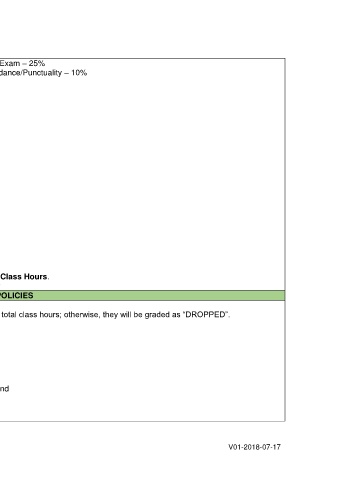 Exam – 25%
dance/Punctuality – 10%
Class Hours.
POLICIES
total class hours; otherwise, they will be graded as “DROPPED”.
nd
V01-2018-07-17